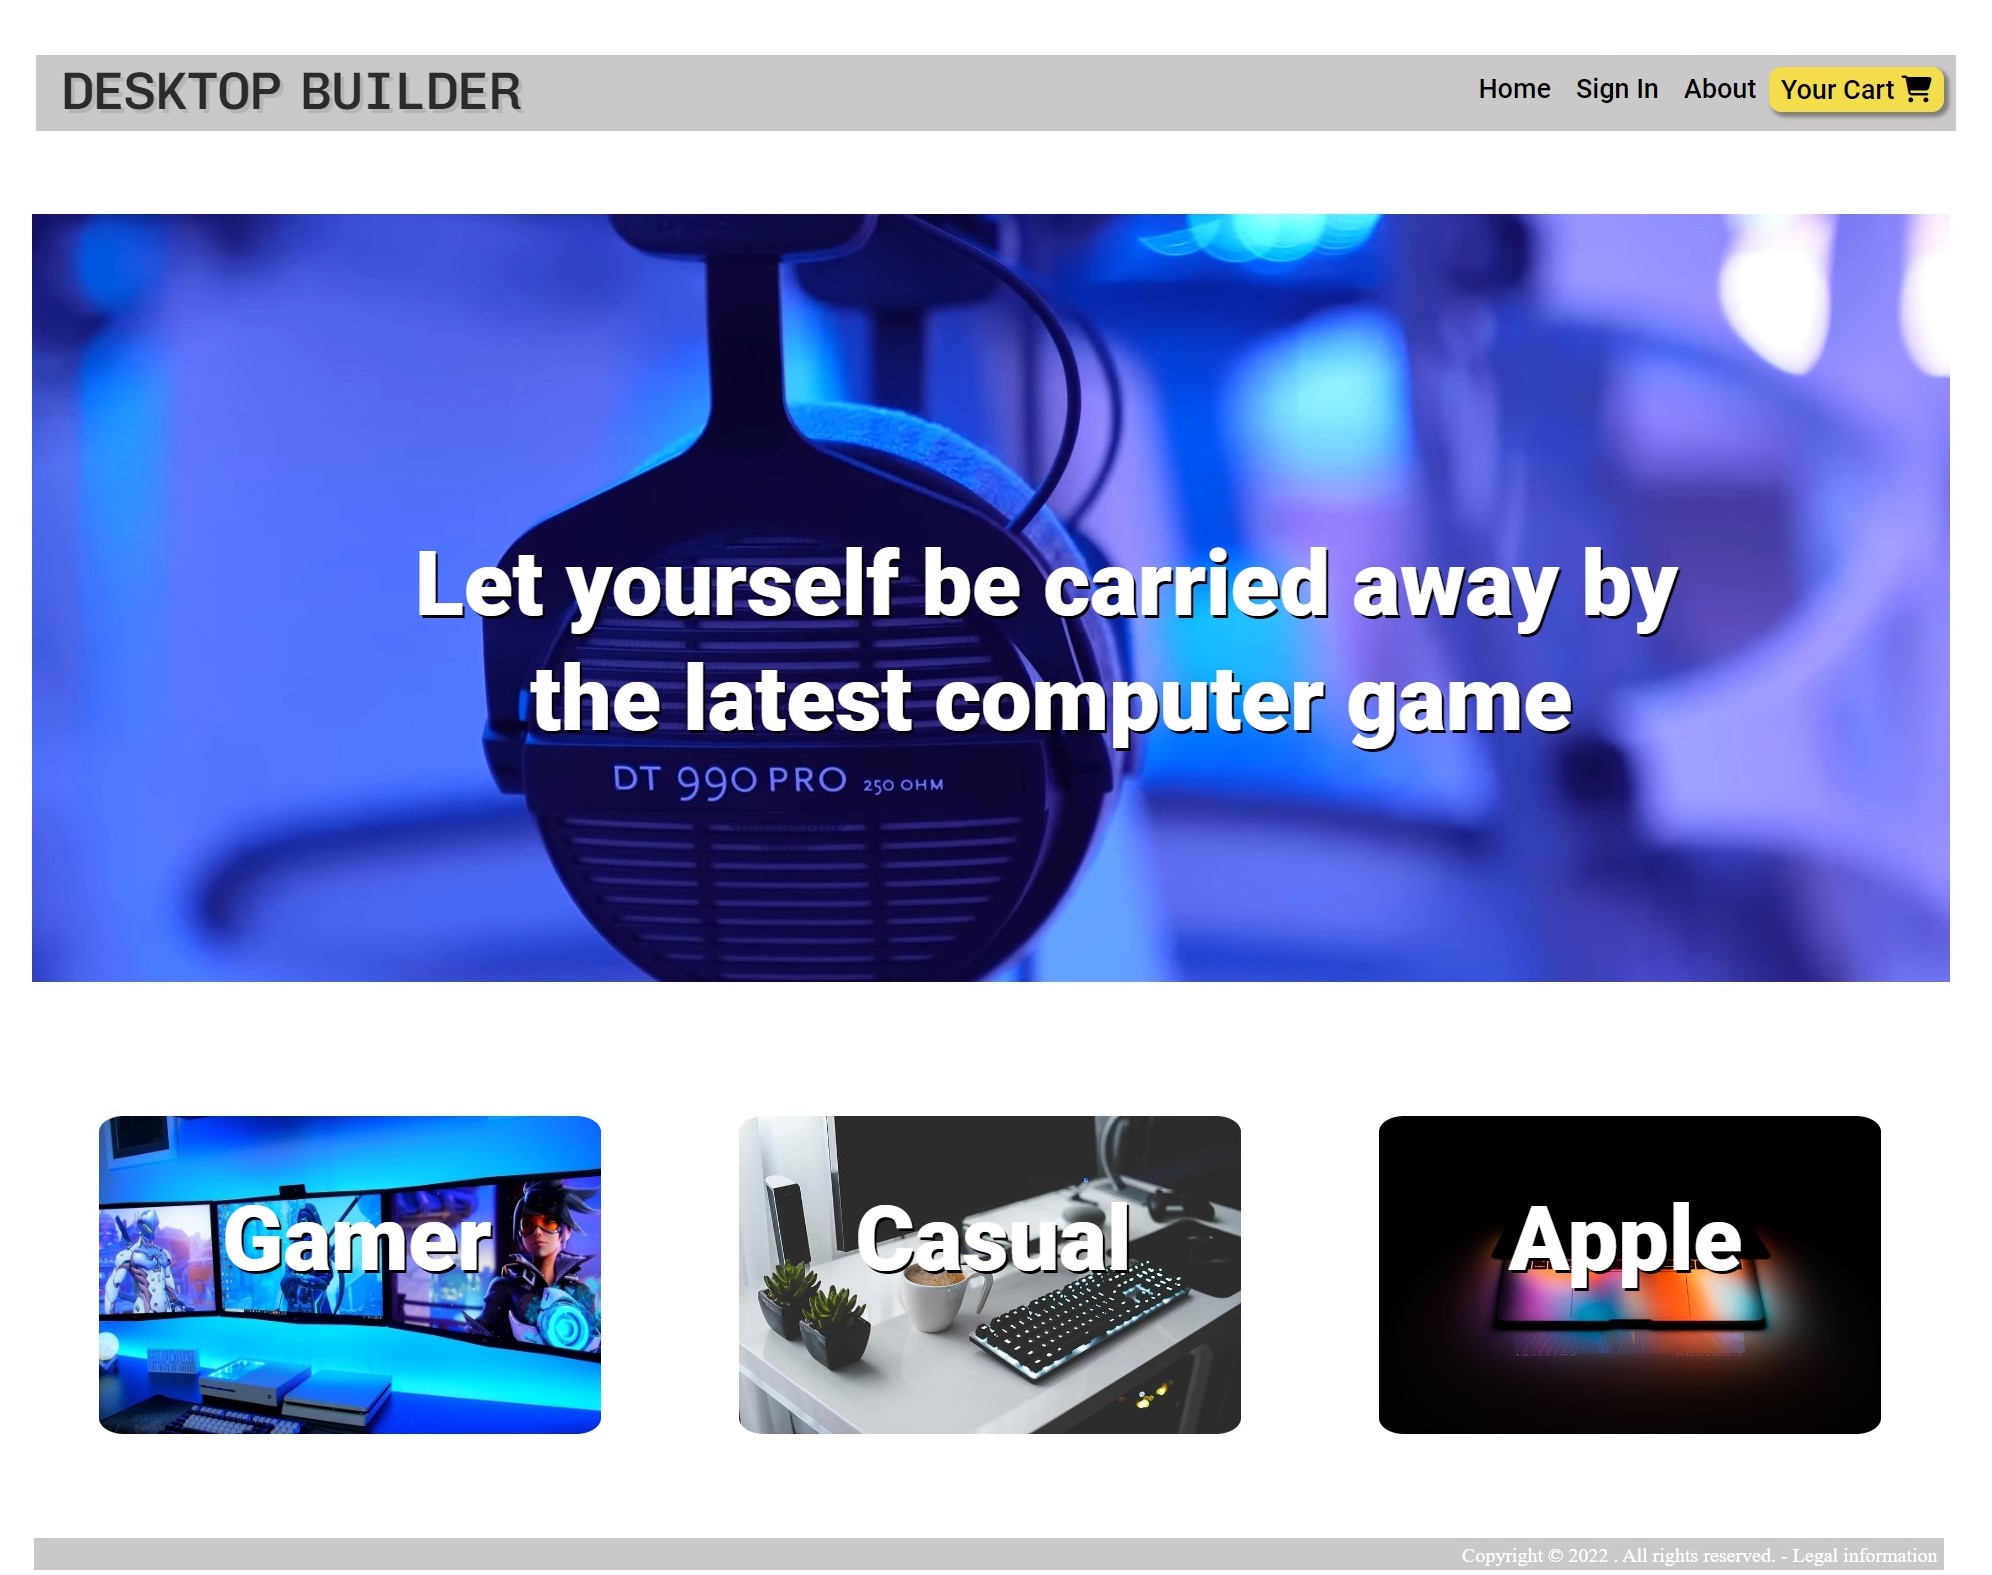 DESKTOP BUILDER
Home Sign In About Your Cart
Let yourself be carried away by
the latest computer game
DT 990 PRO 250 OHM
Gamer
Casual
Apple
Copyright © 2022 . All rights reserved. - Legal information